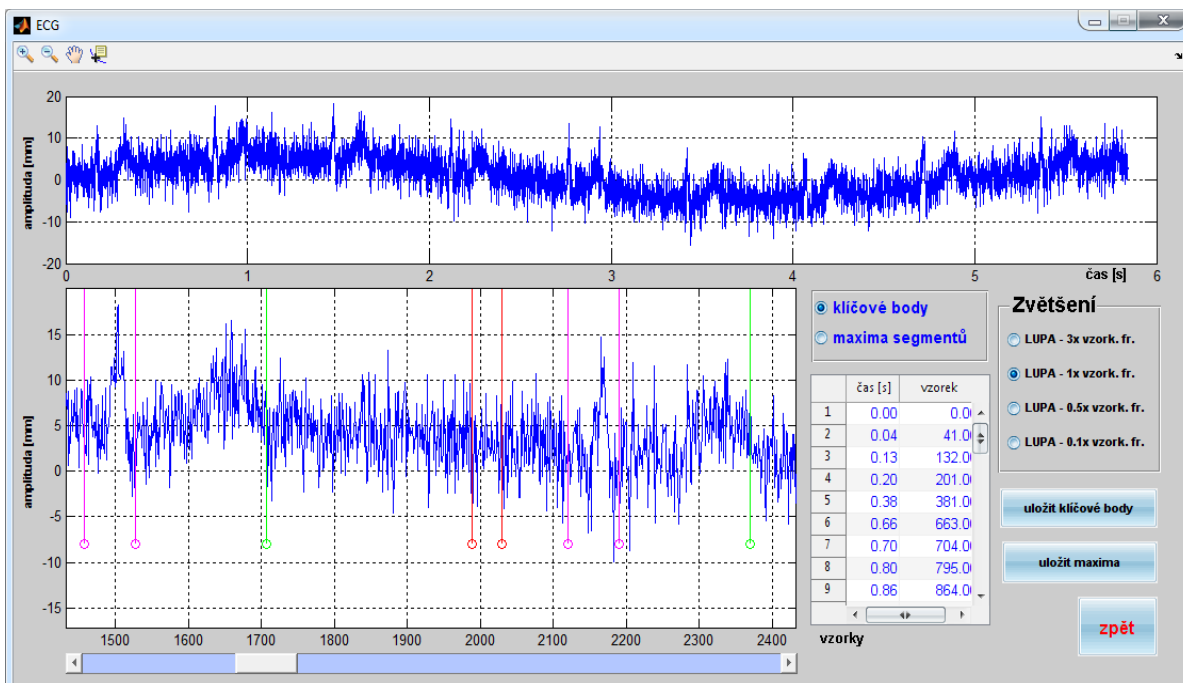 ECG
20
10
0
-10
-20
amplituda [mm]
0 1 2 3 4 5 6
čas [s]
15
10
5
0
-5
-10
-15
amplituda [mm]
1500 1600 1700 1800 1900 2000 2100 2200 2300 2400
vzorky
klíčové body
maxima segmentů
čas [s] vzorek
1 0.00 0.0
2 0.04 41.0
3 0.13 132.0
4 0.20 201.0
5 0.38 381.0
6 0.66 663.0
7 0.70 704.0
8 0.80 795.0
9 0.86 864.0
Zvětšení
LUPA - 3x vzork. fr.
LUPA - 1x vzork. fr.
LUPA - 0.5x vzork. fr.
LUPA - 0.1x vzork. fr.
uložit klíčové body
uložit maxima
zpět